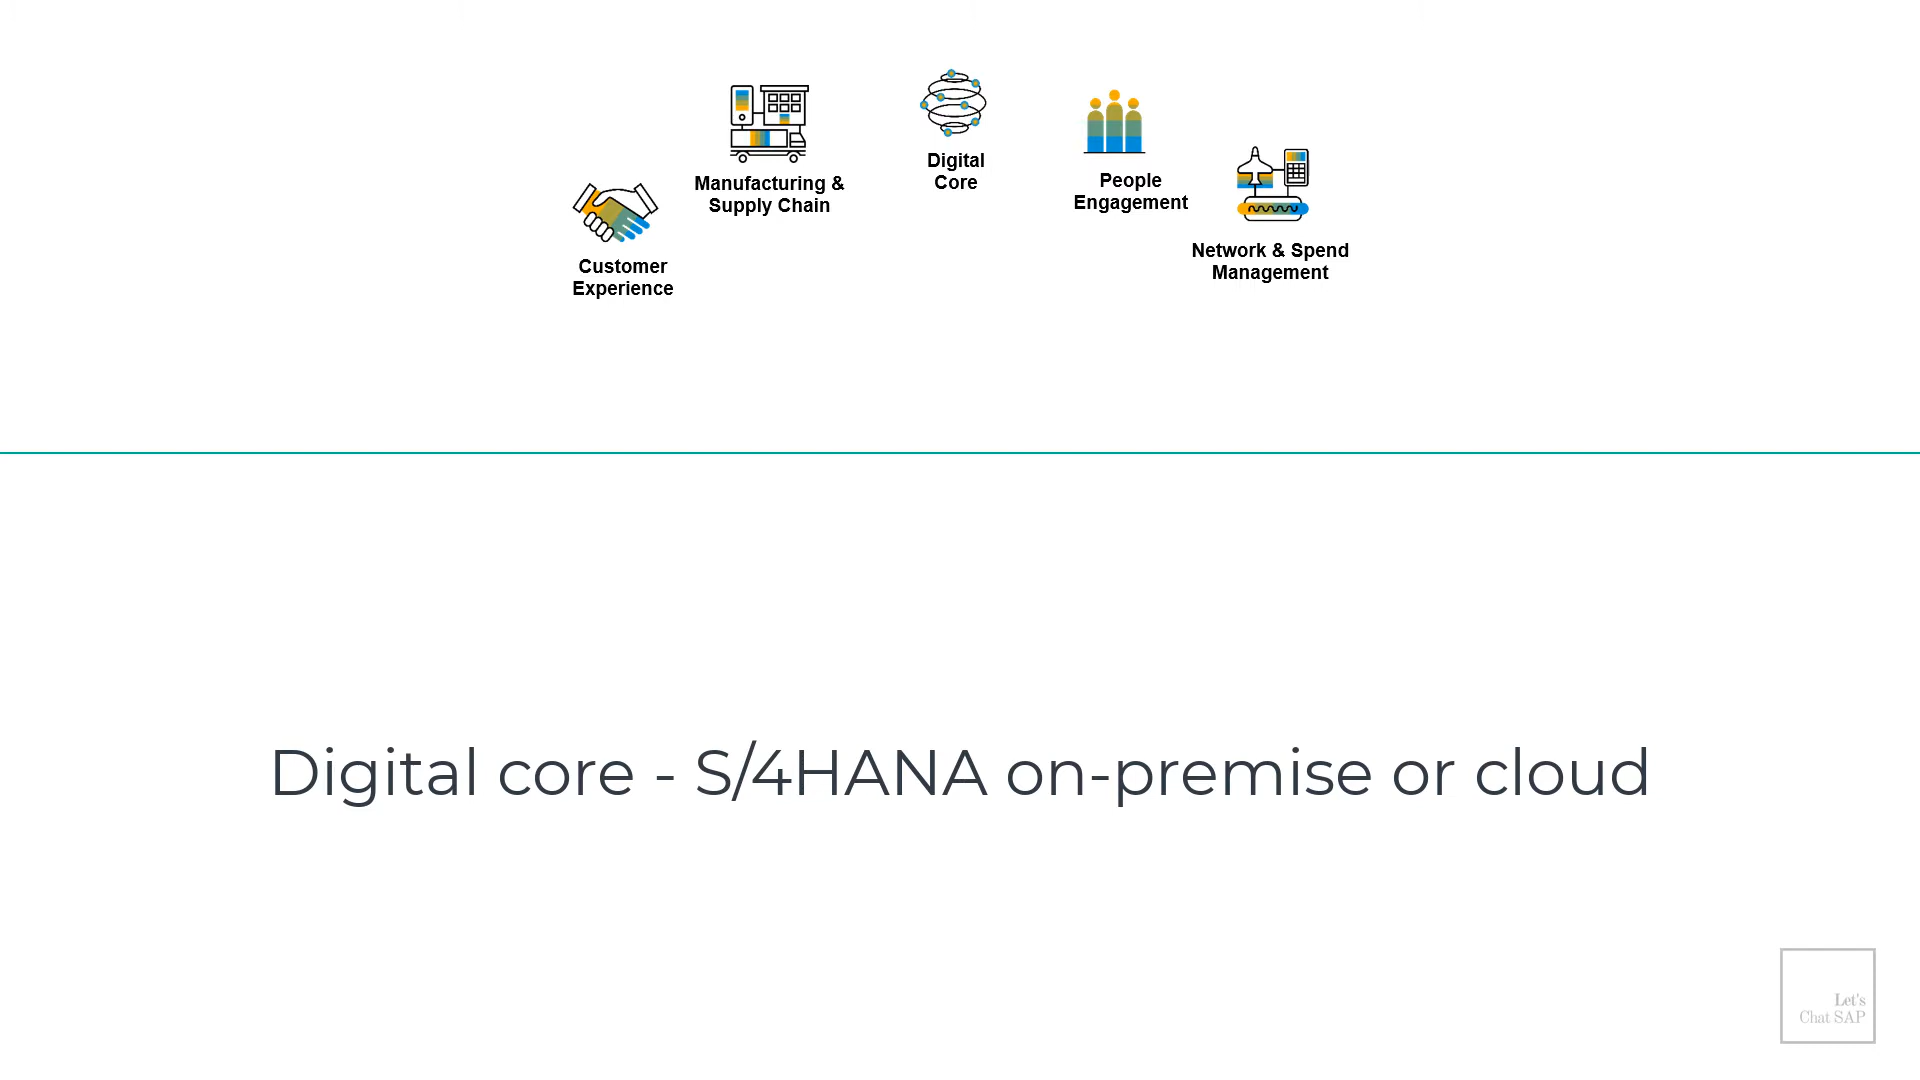 Customer
Experience
Manufacturing &
Supply Chain
Digital
Core
People
Engagement
Network & Spend
Management
Digital core - S/4HANA on-premise or cloud
Let's
Chat SAP